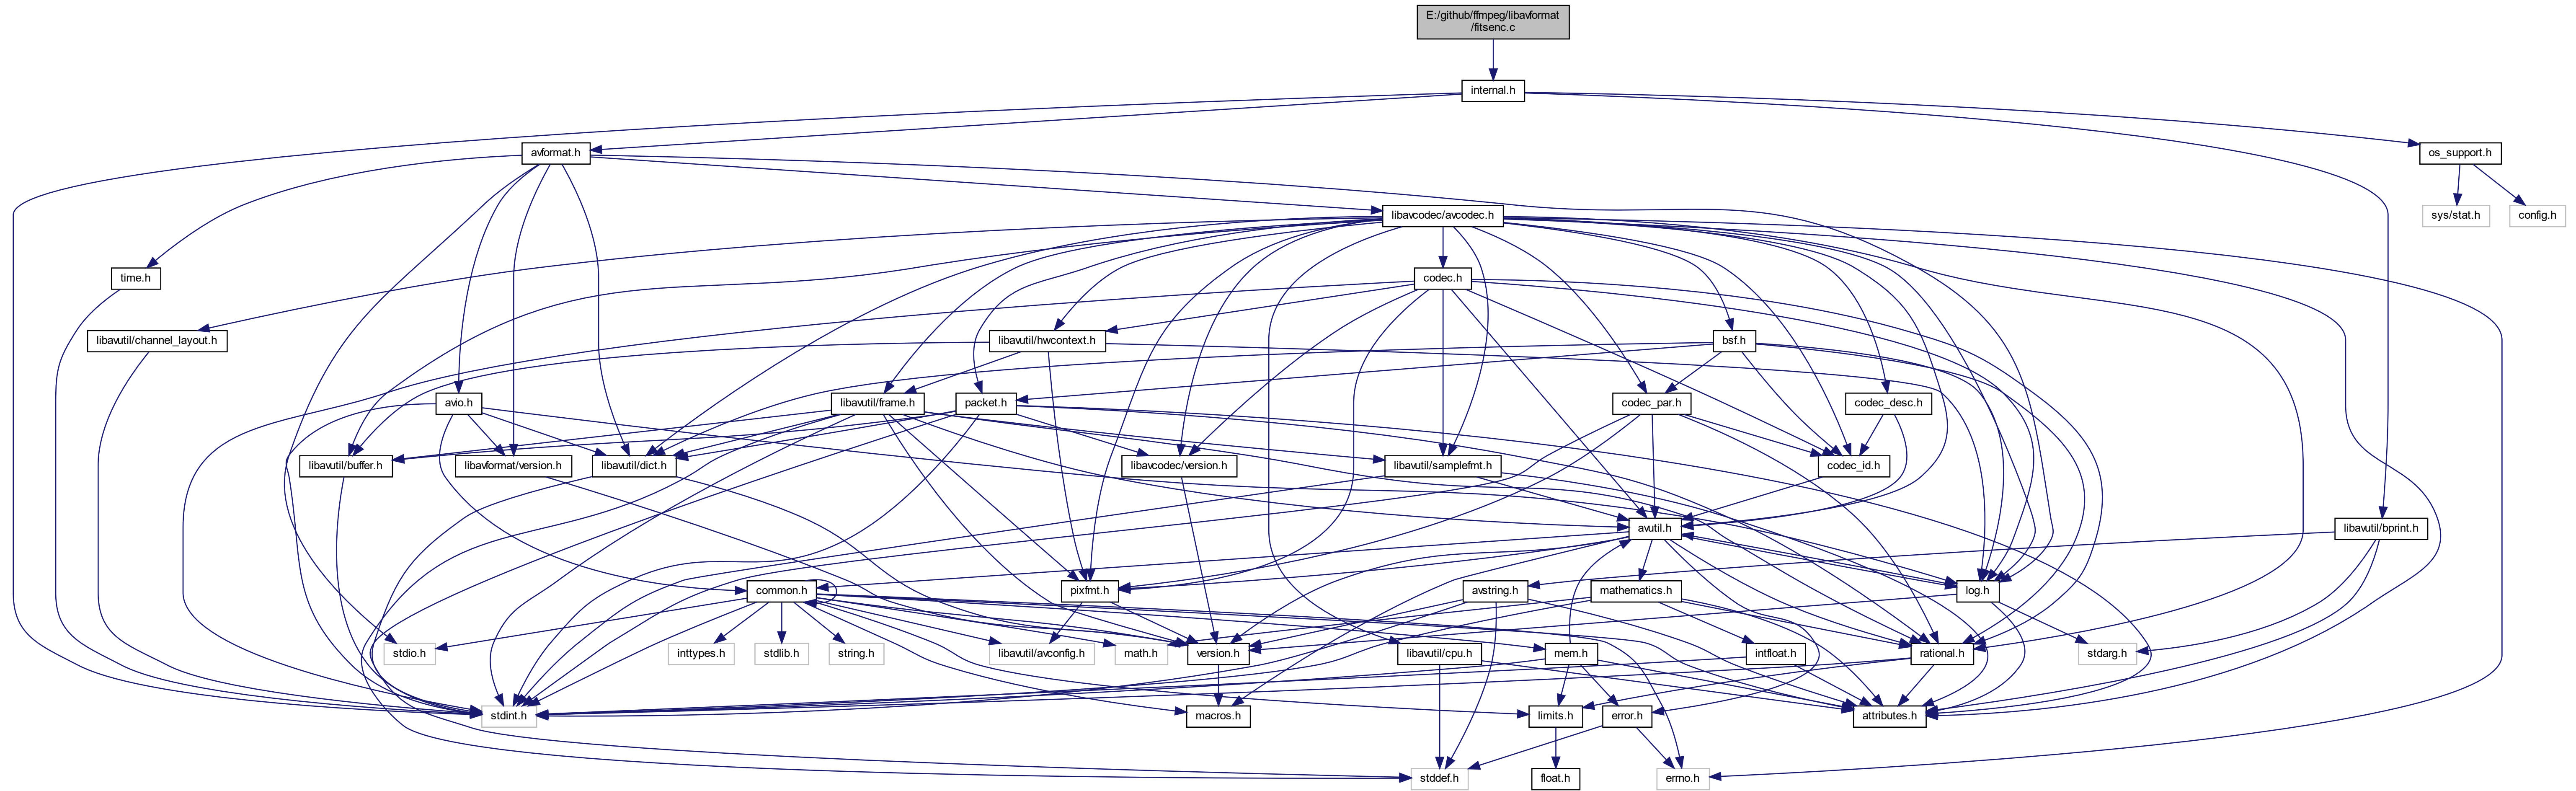 E:/github/ffmpeg/libavformat
/fitsenc.c
internal.h
avformat.h
os_support.h
libavcodec/avcodec.h
sys/stat.h
config.h
time.h
codec.h
libavutil/channel_layout.h
libavutil/hwcontext.h
bsf.h
avio.h
libavutil/frame.h
packet.h
codec_par.h
codec_desc.h
libavutil/buffer.h
libavformat/version.h
libavutil/dict.h
libavcodec/version.h
libavutil/samplefmt.h
codec_id.h
avutil.h
libavutil/bprint.h
common.h
pixfmt.h
avstring.h
mathematics.h
log.h
stdio.h
inttypes.h
stdlib.h
string.h
libavutil/avconfig.h
math.h
version.h
libavutil/cpu.h
mem.h
intfloat.h
rational.h
stdarg.h
stdint.h
macros.h
limits.h
error.h
attributes.h
stddef.h
float.h
errno.h